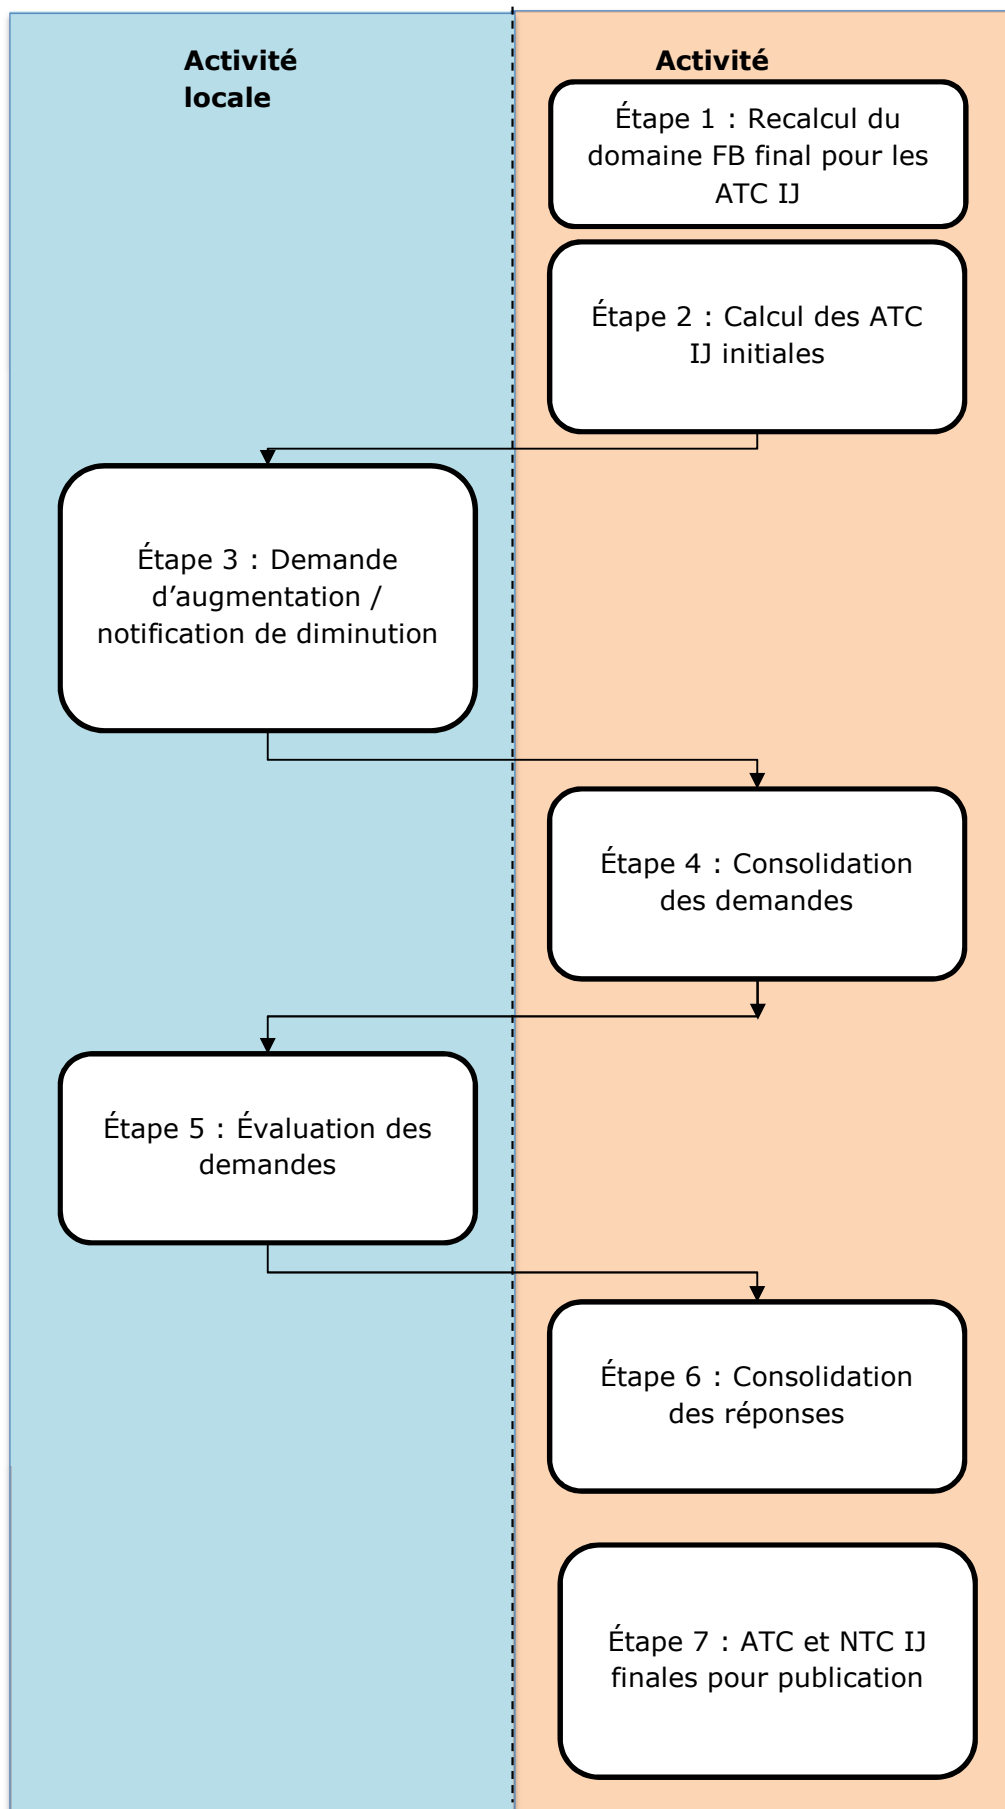 Activité
locale
Activité
Étape 1 : Recalcul du
domaine FB final pour les
ATC IJ
Étape 2 : Calcul des ATC
IJ initiales
Étape 3 : Demande
d’augmentation /
notification de diminution
Étape 4 : Consolidation
des demandes
Étape 5 : Évaluation des
demandes
Étape 6 : Consolidation
des réponses
Étape 7 : ATC et NTC IJ
finales pour publication